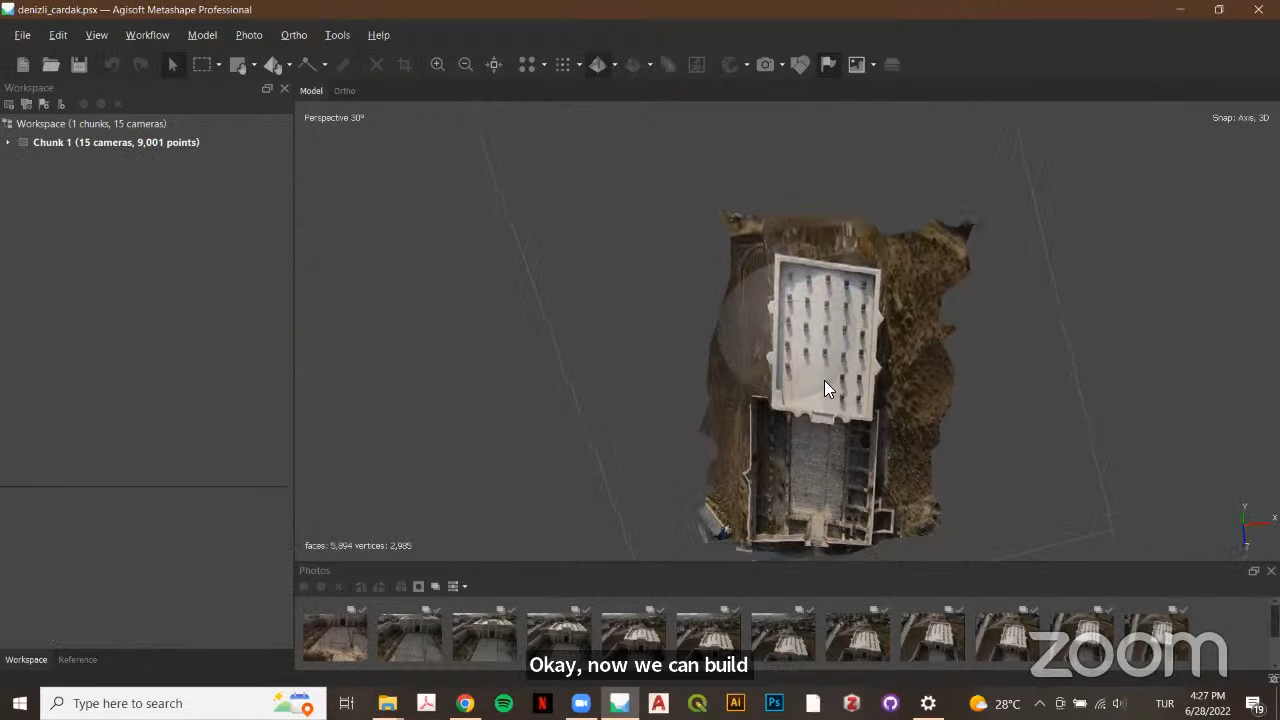 denizli_cardak.psx — Agisoft Metashape Professional
File Edit View Workflow Model Photo Ortho Tools Help
Workspace
Model Ortho
Perspective 30°
Snap: Axis, 3D
Workspace (1 chunks, 15 cameras)
Chunk 1 (15 cameras, 9,001 points)
Y
X
faces: 5,894 vertices: 2,985
Photos
zoom
Workspace Reference
Okay, now we can build
Type here to search
28°C
TUR
4:27 PM
6/28/2022
19